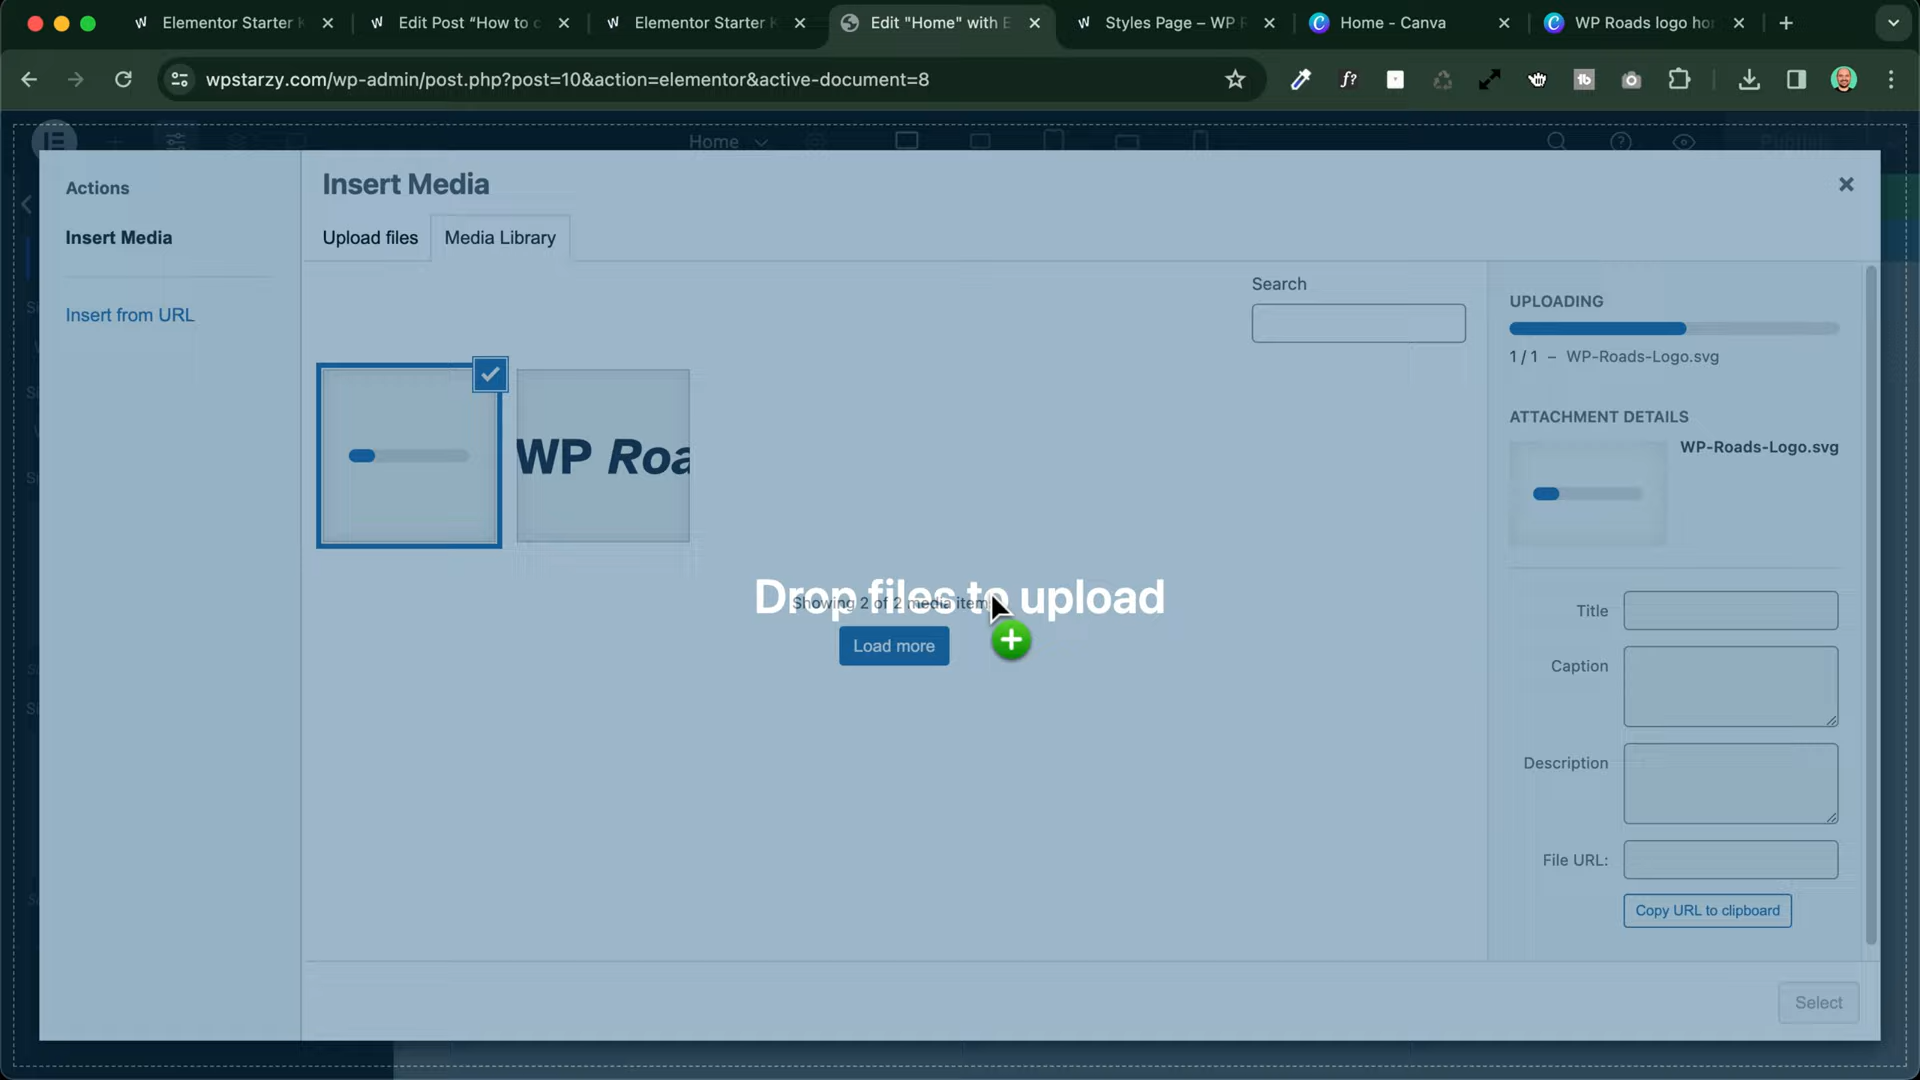 Elementor Starter K
Edit Post “How to c
Elementor Starter K
Edit "Home" with E
Styles Page – WP R
Home - Canva
WP Roads logo hor
wpstarzy.com/wp-admin/post.php?post=10&action=elementor&active-document=8
Home
Publish
Actions
Insert Media
Insert from URL
Insert Media
Upload files
Media Library
Search
WP Roa
Drop files to upload
Showing 2 of 2 media items
Load more
UPLOADING
1 / 1 – WP-Roads-Logo.svg
ATTACHMENT DETAILS
WP-Roads-Logo.svg
Title
Caption
Description
File URL:
Copy URL to clipboard
Select